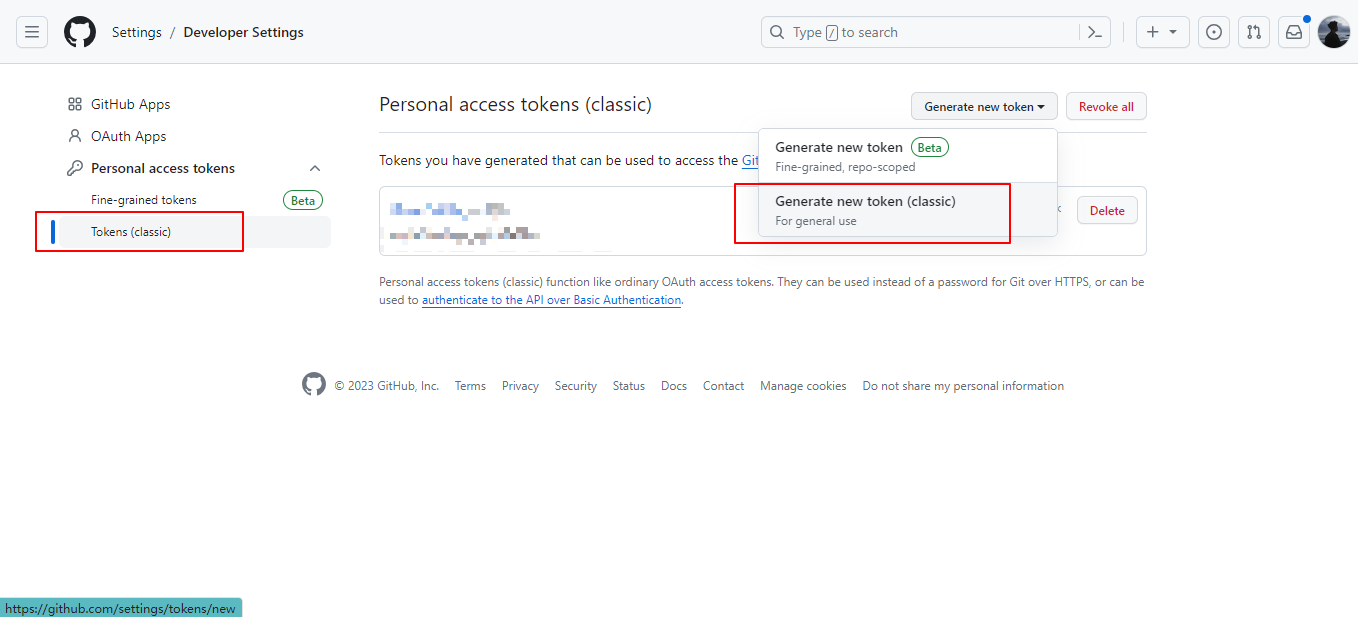 Settings / Developer Settings
Type / to search
GitHub Apps
OAuth Apps
Personal access tokens
Fine-grained tokens Beta
Tokens (classic)
Personal access tokens (classic)
Generate new token
Revoke all
Tokens you have generated that can be used to access the Git
Generate new token Beta
Fine-grained, repo-scoped
Generate new token (classic)
For general use
Delete
Personal access tokens (classic) function like ordinary OAuth access tokens. They can be used instead of a password for Git over HTTPS, or can be
used to authenticate to the API over Basic Authentication.
© 2023 GitHub, Inc. Terms Privacy Security Status Docs Contact Manage cookies Do not share my personal information
https://github.com/settings/tokens/new